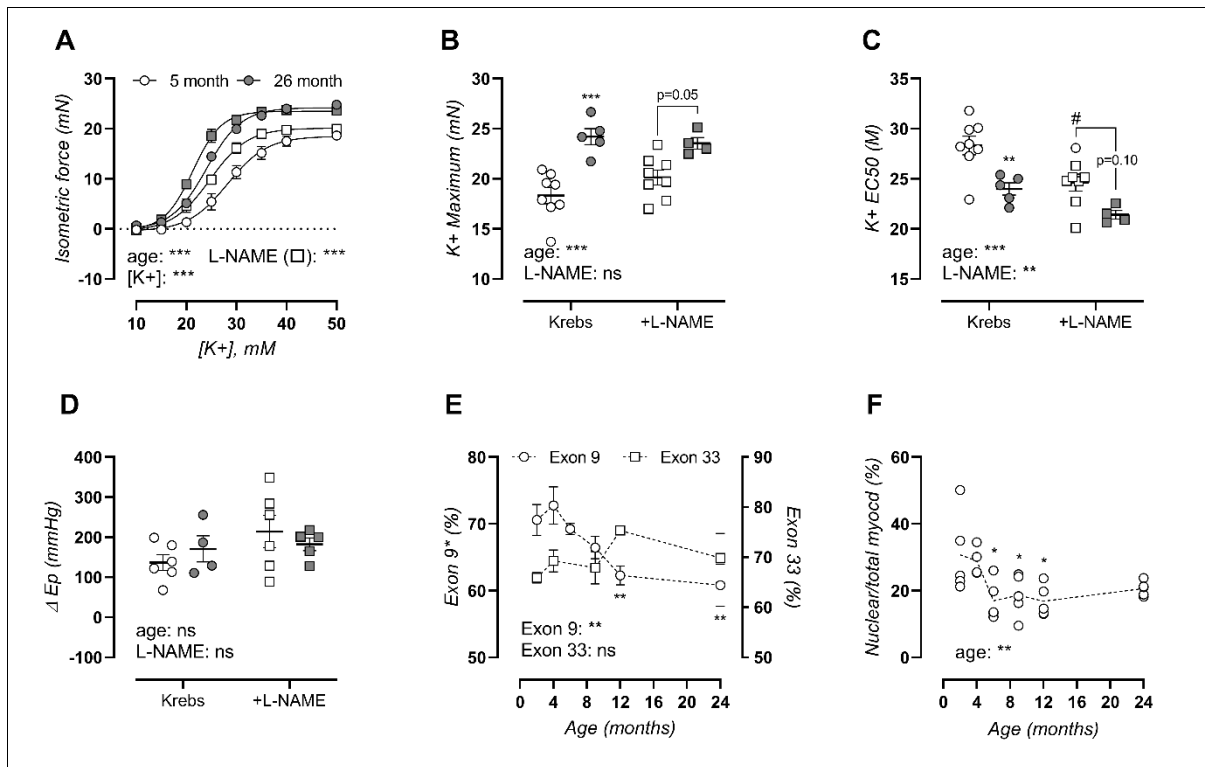 A
5 month 26 month
Isometric force (mN)
30
20
10
0
-10
age: ***
L-NAME (□): ***
[K+]: ***
10 20 30 40 50
[K+], mM
B
K+ Maximum (mN)
30
25
20
15
10
***
p=0.05
age: ***
L-NAME: ns
Krebs +L-NAME
C
K+ EC50 (M)
35
30
25
20
15
**
#
p=0.10
age: ***
L-NAME: **
Krebs +L-NAME
D
Δ Ep (mmHg)
400
300
200
100
0
-100
age: ns
L-NAME: ns
Krebs +L-NAME
E
Exon 9 Exon 33
Exon 9* (%)
80
70
60
50
Exon 33 (%)
90
80
70
60
50
**
**
Exon 9: **
Exon 33: ns
0 4 8 12 16 20 24
Age (months)
F
Nuclear/total myocd (%)
60
40
20
0
* * *
age: **
0 4 8 12 16 20 24
Age (months)